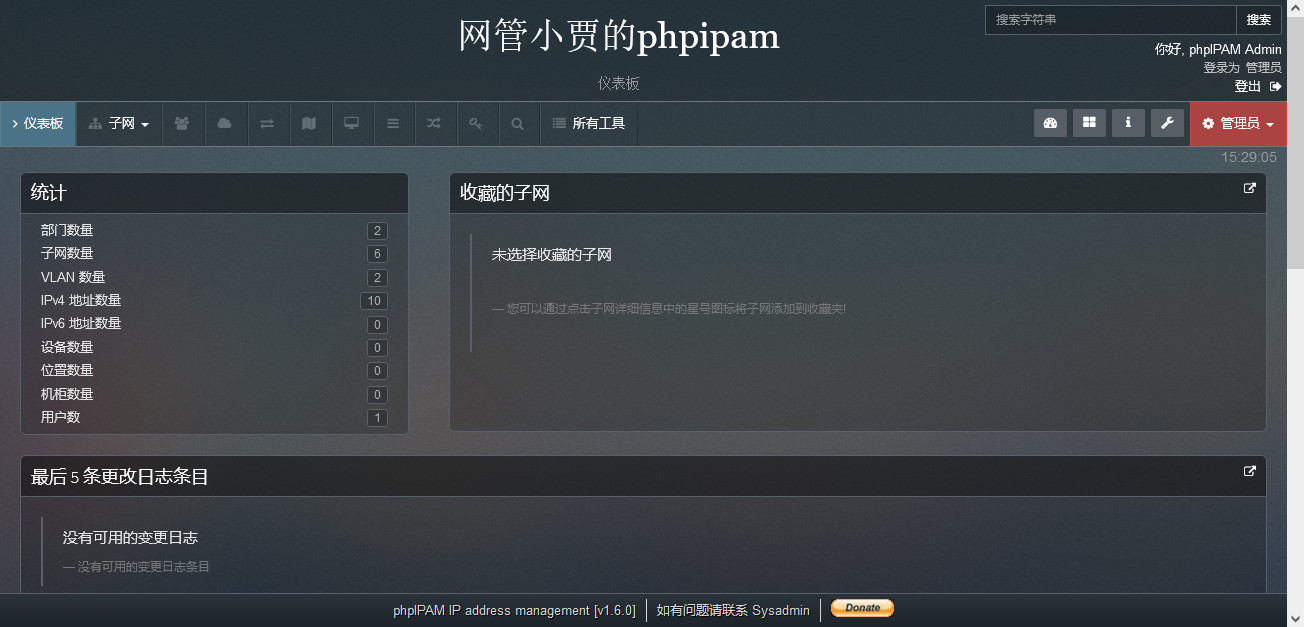 网管小贾的phpipam
搜索字符串
搜索
你好, phpIPAM Admin
登录为 管理员
登出
仪表板
仪表板
子网
所有工具
管理员
15:29:05
统计
部门数量 2
子网数量 6
VLAN 数量 2
IPv4 地址数量 10
IPv6 地址数量 0
设备数量 0
位置数量 0
机柜数量 0
用户数 1
收藏的子网
未选择收藏的子网
— 您可以通过点击子网详细信息中的星号图标将子网添加到收藏夹!
最后 5 条更改日志条目
没有可用的变更日志
— 没有可用的变更日志条目
phpIPAM IP address management [v1.6.0]
如有问题请联系 Sysadmin
Donate